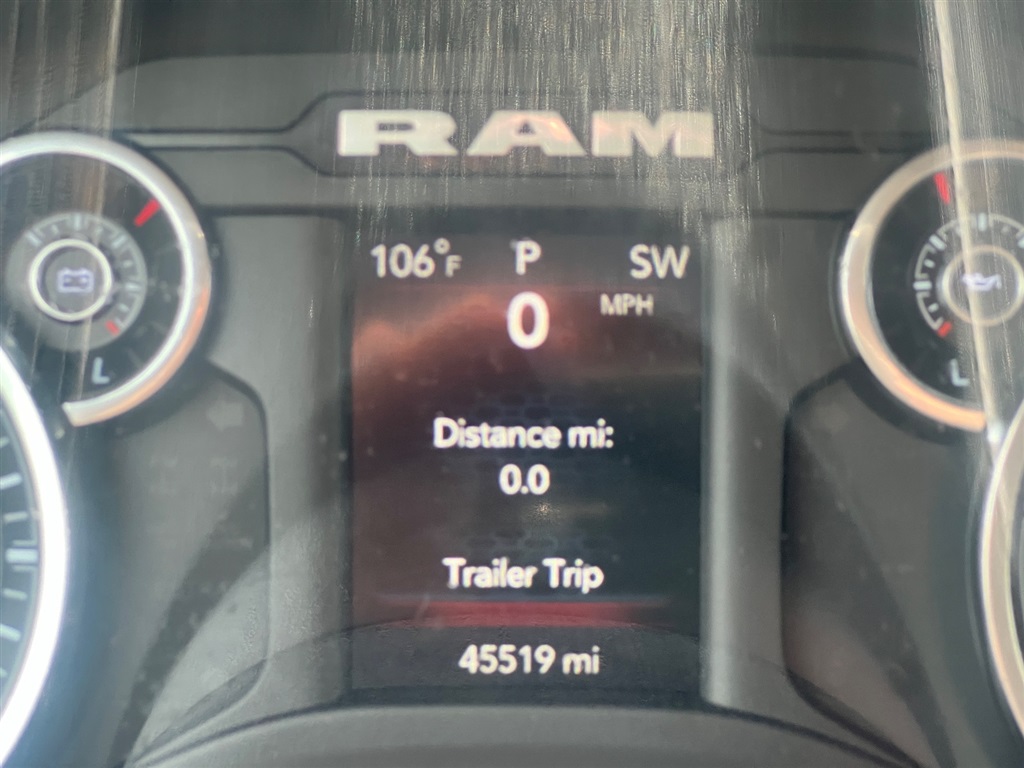 RAM
106°F P SW
0 MPH
L
L
Distance mi:
0.0
Trailer Trip
45519 mi